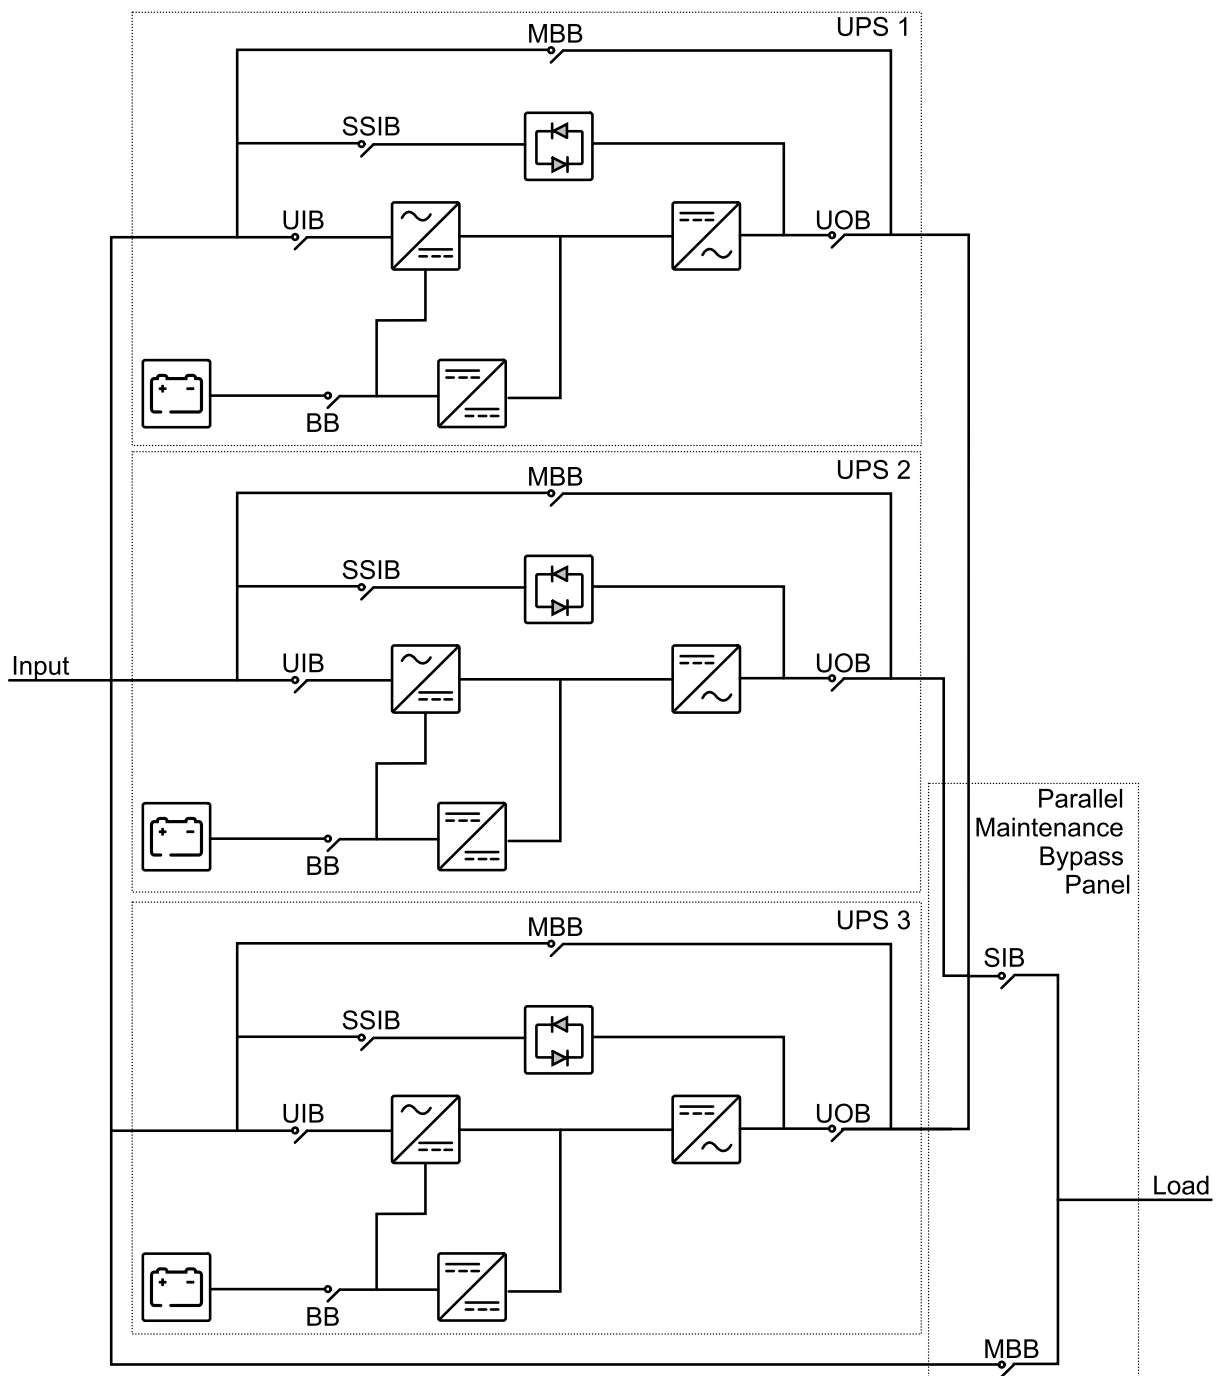 UPS 1
MBB
SSIB
UIB
UOB
BB
UPS 2
MBB
SSIB
Input
UIB
UOB
BB
Parallel
Maintenance
Bypass
Panel
UPS 3
MBB
SIB
SSIB
UIB
UOB
Load
BB
MBB